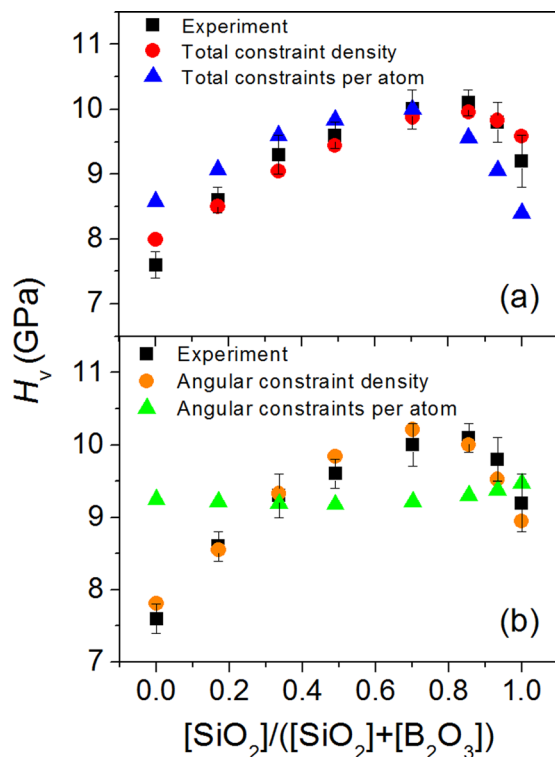 11
10
9
8
7
Experiment
Total constraint density
Total constraints per atom
(a)
H_v (GPa)
11
10
9
8
7
Experiment
Angular constraint density
Angular constraints per atom
(b)
0.0 0.2 0.4 0.6 0.8 1.0
[SiO₂]/([SiO₂]+[B₂O₃])